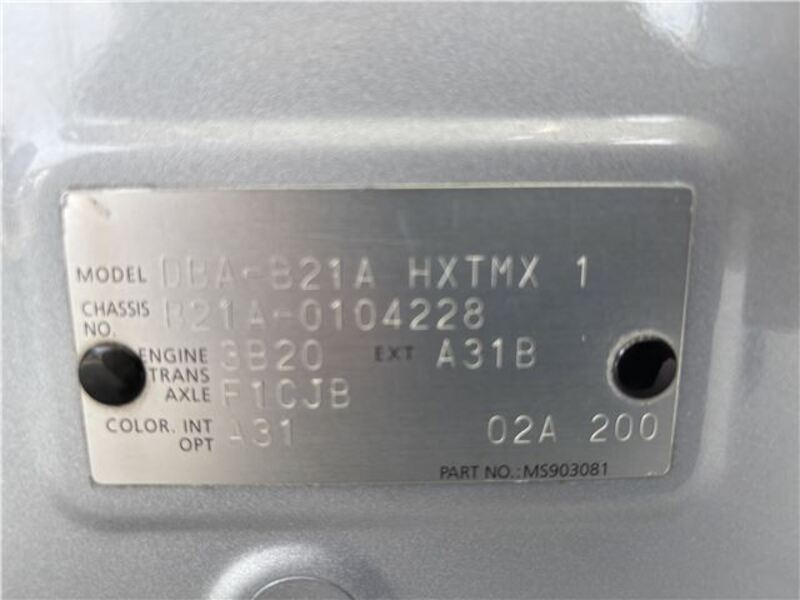 MODEL DBA-B21A HXTMX 1
CHASSIS NO. B21A-0104228
ENGINE 3B20 EXT A31B
TRANS AXLE F1CJB
COLOR. INT OPT A31 02A 200
PART NO.: MS903081